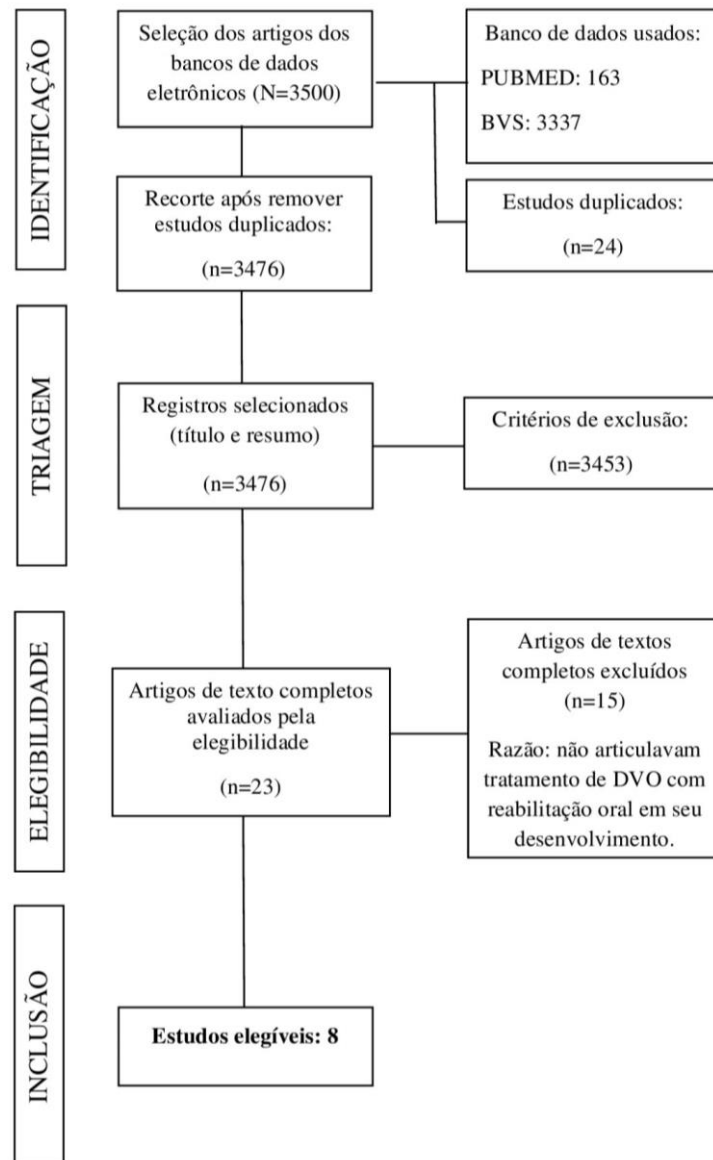 IDENTIFICAÇÃO
Seleção dos artigos dos
bancos de dados
eletrônicos (N=3500)
Banco de dados usados:
PUBMED: 163
BVS: 3337
Recorte após remover
estudos duplicados:
(n=3476)
Estudos duplicados:
(n=24)
TRIAGEM
Registros selecionados
(título e resumo)
(n=3476)
Critérios de exclusão:
(n=3453)
ELEGIBILIDADE
Artigos de texto completos
avaliados pela
elegibilidade
(n=23)
Artigos de textos
completos excluídos
(n=15)
Razão: não articulavam
tratamento de DVO com
reabilitação oral em seu
desenvolvimento.
INCLUSÃO
Estudos elegíveis: 8